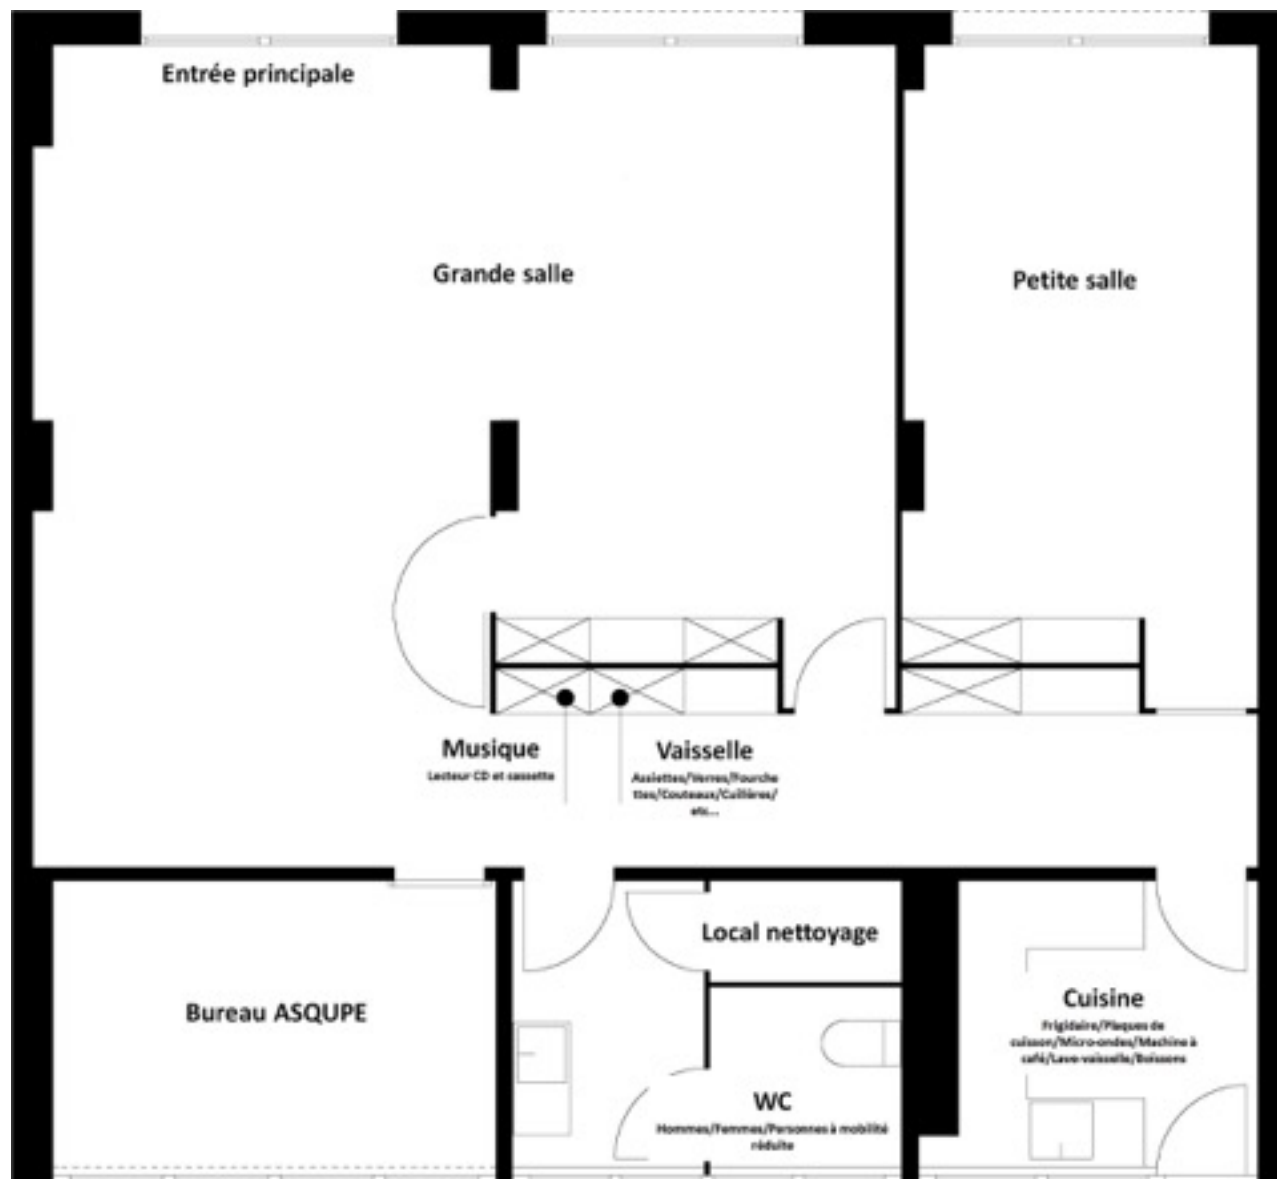 Entrée principale
Grande salle
Petite salle
Musique
Lecteur CD et cassette
Vaisselle
Assiettes/Verres/Fourche
ttes/Couteaux/Cuillères/
etc...
Local nettoyage
Bureau ASQUPE
Cuisine
Frigidaire/Plaques de
cuisson/Micro-ondes/Machine à
café/Lave-vaisselle/Boissons
WC
Hommes/Femmes/Personnes à mobilité
réduite